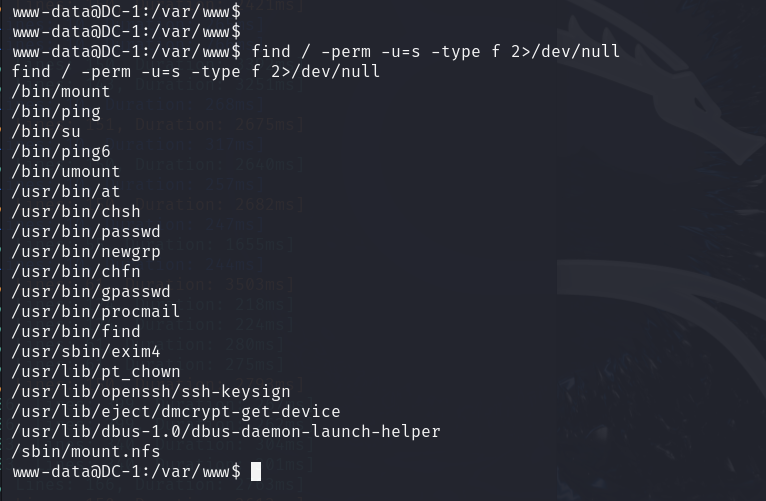 www-data@DC-1:/var/www$
www-data@DC-1:/var/www$
www-data@DC-1:/var/www$ find / -perm -u=s -type f 2>/dev/null
find / -perm -u=s -type f 2>/dev/null
/bin/mount
/bin/ping
/bin/su
/bin/ping6
/bin/umount
/usr/bin/at
/usr/bin/chsh
/usr/bin/passwd
/usr/bin/newgrp
/usr/bin/chfn
/usr/bin/gpasswd
/usr/bin/procmail
/usr/bin/find
/usr/sbin/exim4
/usr/lib/pt_chown
/usr/lib/openssh/ssh-keysign
/usr/lib/eject/dmcrypt-get-device
/usr/lib/dbus-1.0/dbus-daemon-launch-helper
/sbin/mount.nfs
www-data@DC-1:/var/www$